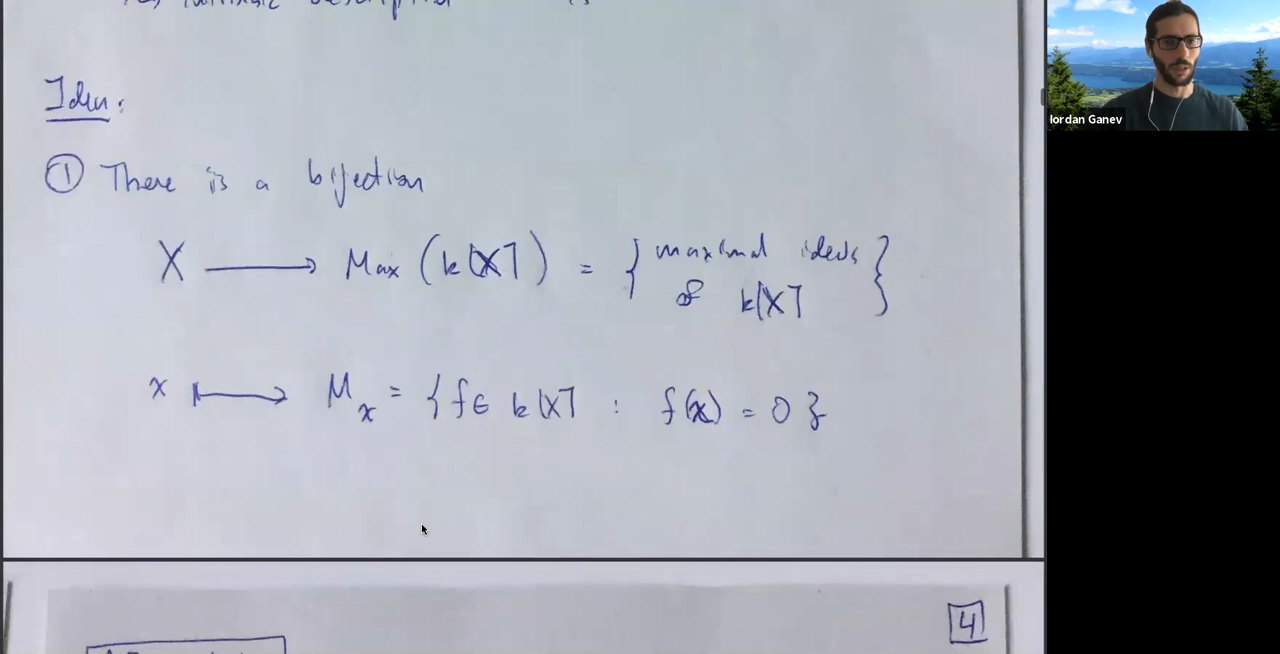 Idea:
① There is a bijection
X ⟶ Max (k[X]) = { maximal ideals of k[X] }
x ⟼ M_x = { f ∈ k[X] : f(x) = 0 }
4
Iordan Ganev